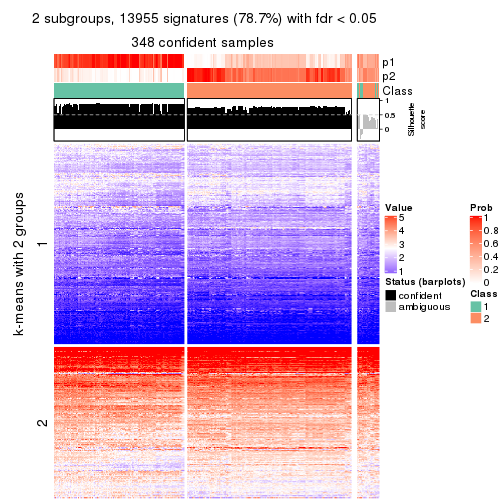 2 subgroups, 13955 signatures (78.7%) with fdr < 0.05
348 confident samples
p1
p2
Class
1
0.5
0
Silhouette
score
k-means with 2 groups
1
2
Value
5
4
3
2
1
Status (barplots)
confident
ambiguous
Prob
1
0.8
0.6
0.4
0.2
0
Class
1
2